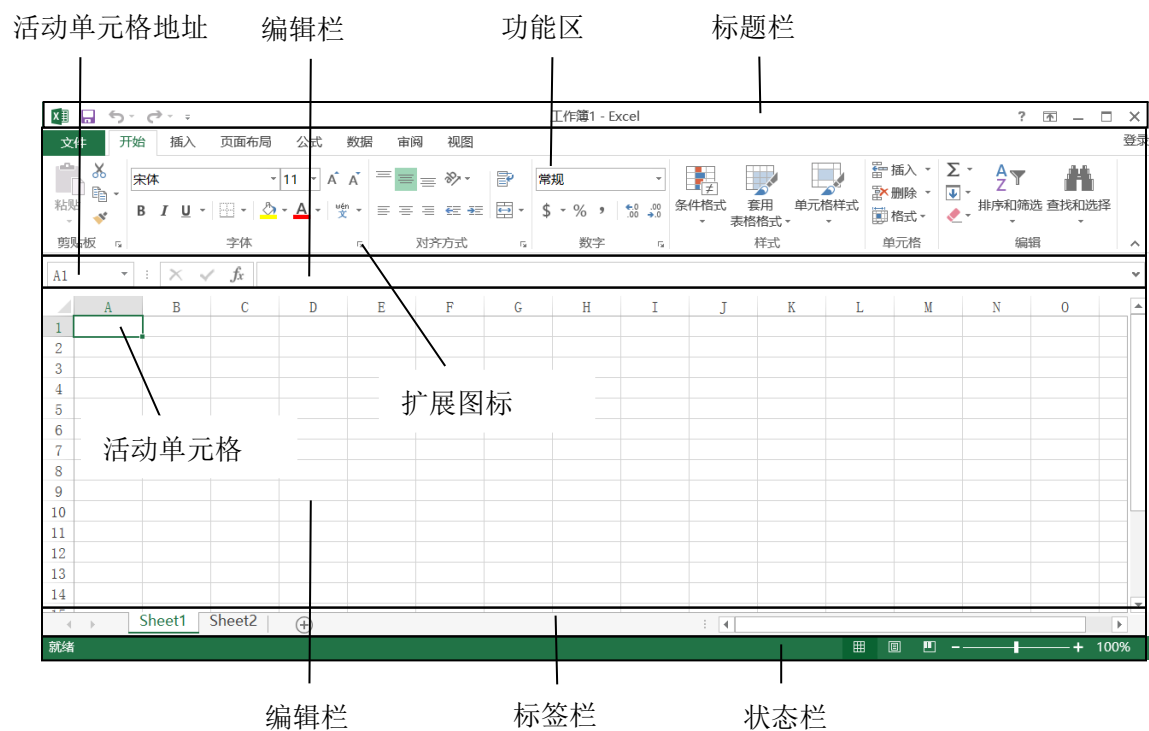 活动单元格地址 编辑栏 功能区 标题栏
工作簿1 - Excel ?
文件 开始 插入 页面布局 公式 数据 审阅 视图 登录
宋体 11 A A 常规 插入
粘贴 条件格式 套用 单元格样式 删除 排序和筛选 查找和选择
B I U A wén 文 $ % , .0 .00 .00 .0 表格格式 格式
剪贴板 字体 对齐方式 数字 样式 单元格 编辑
A1 fx
A B C D E F G H I J K L M N O
1
2
3
4
扩展图标
5
6
活动单元格
7
8
9
10
11
12
13
14
15
Sheet1 Sheet2
就绪 100%
编辑栏 标签栏 状态栏